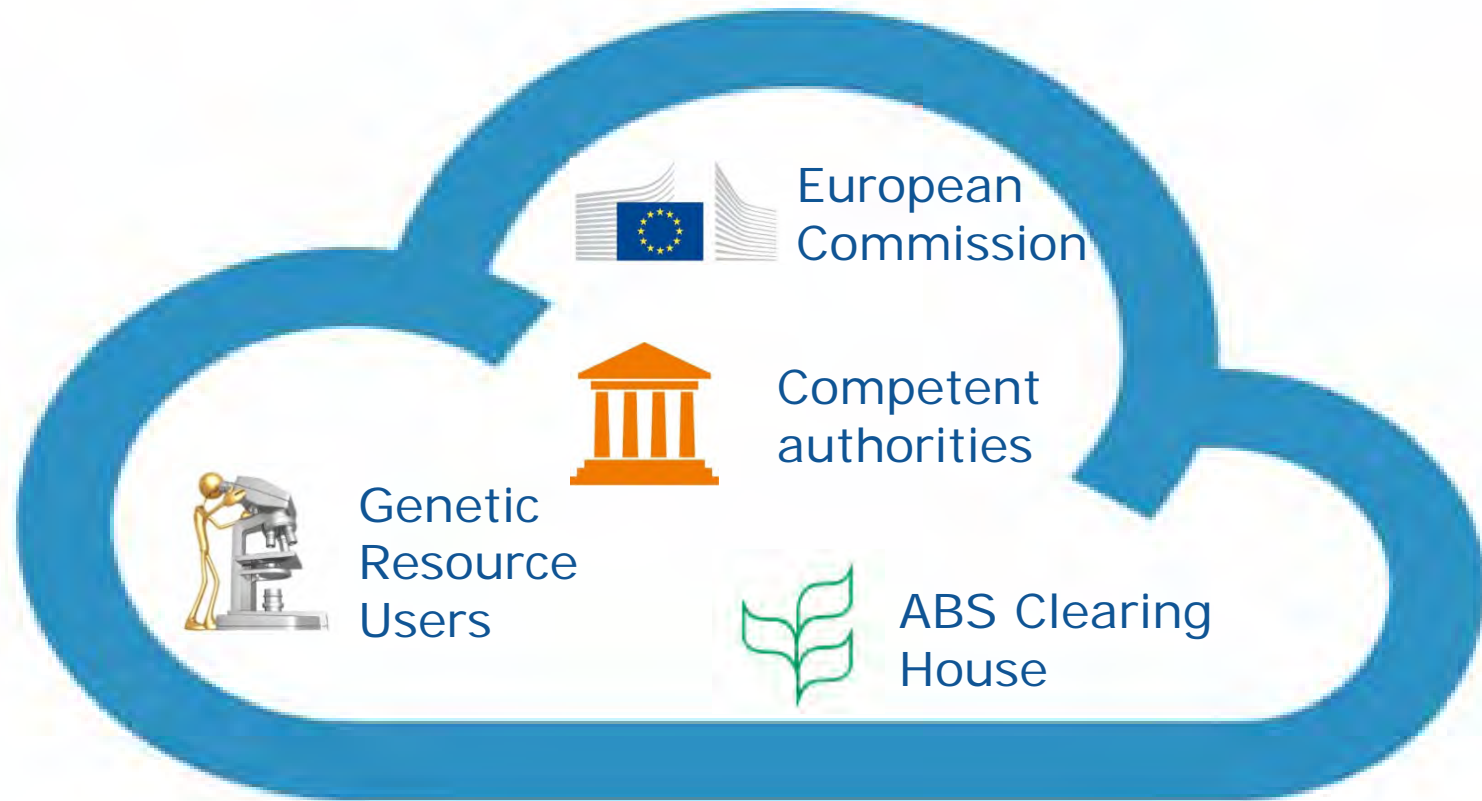 European
Commission
Competent
authorities
Genetic
Resource
Users
ABS Clearing
House